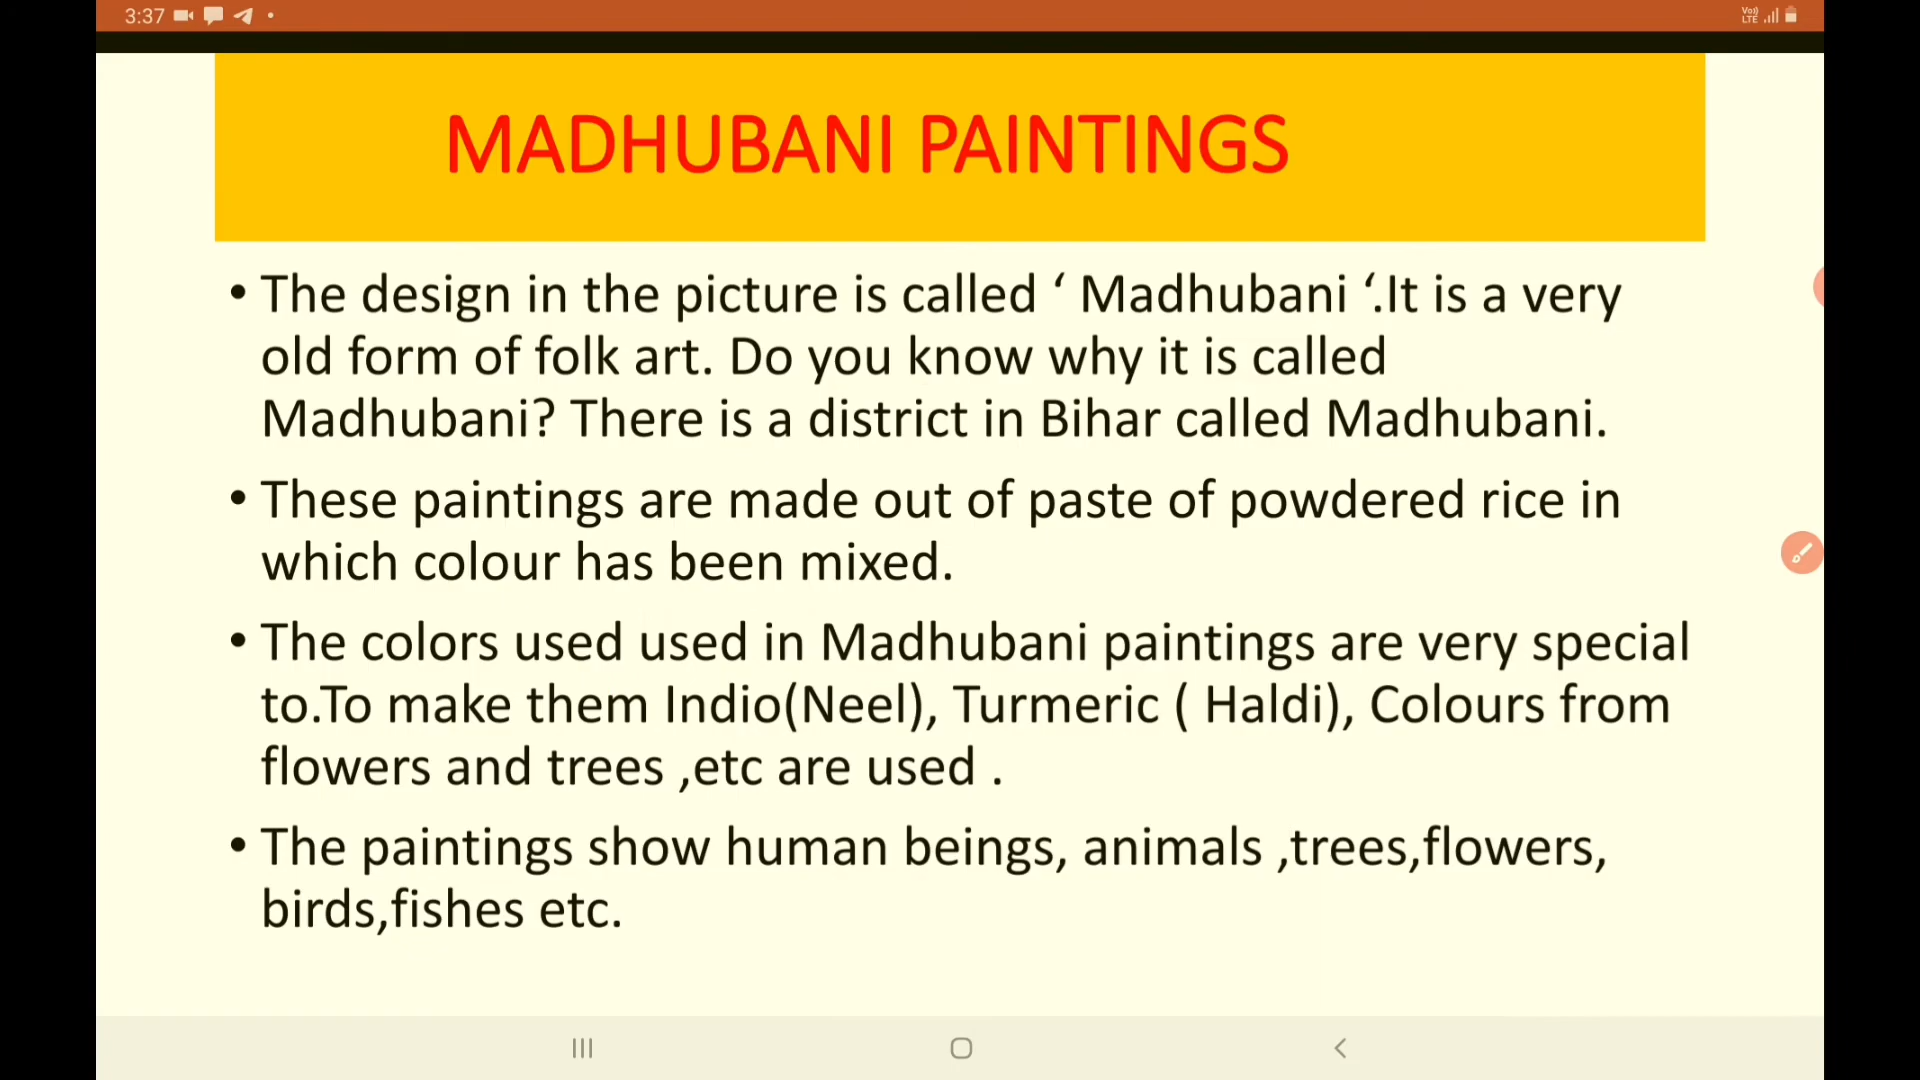 3:37
Vo)) LTE
MADHUBANI PAINTINGS
• The design in the picture is called ‘ Madhubani ‘.It is a very
old form of folk art. Do you know why it is called
Madhubani? There is a district in Bihar called Madhubani.
• These paintings are made out of paste of powdered rice in
which colour has been mixed.
• The colors used used in Madhubani paintings are very special
to.To make them Indio(Neel), Turmeric ( Haldi), Colours from
flowers and trees ,etc are used .
• The paintings show human beings, animals ,trees,flowers,
birds,fishes etc.